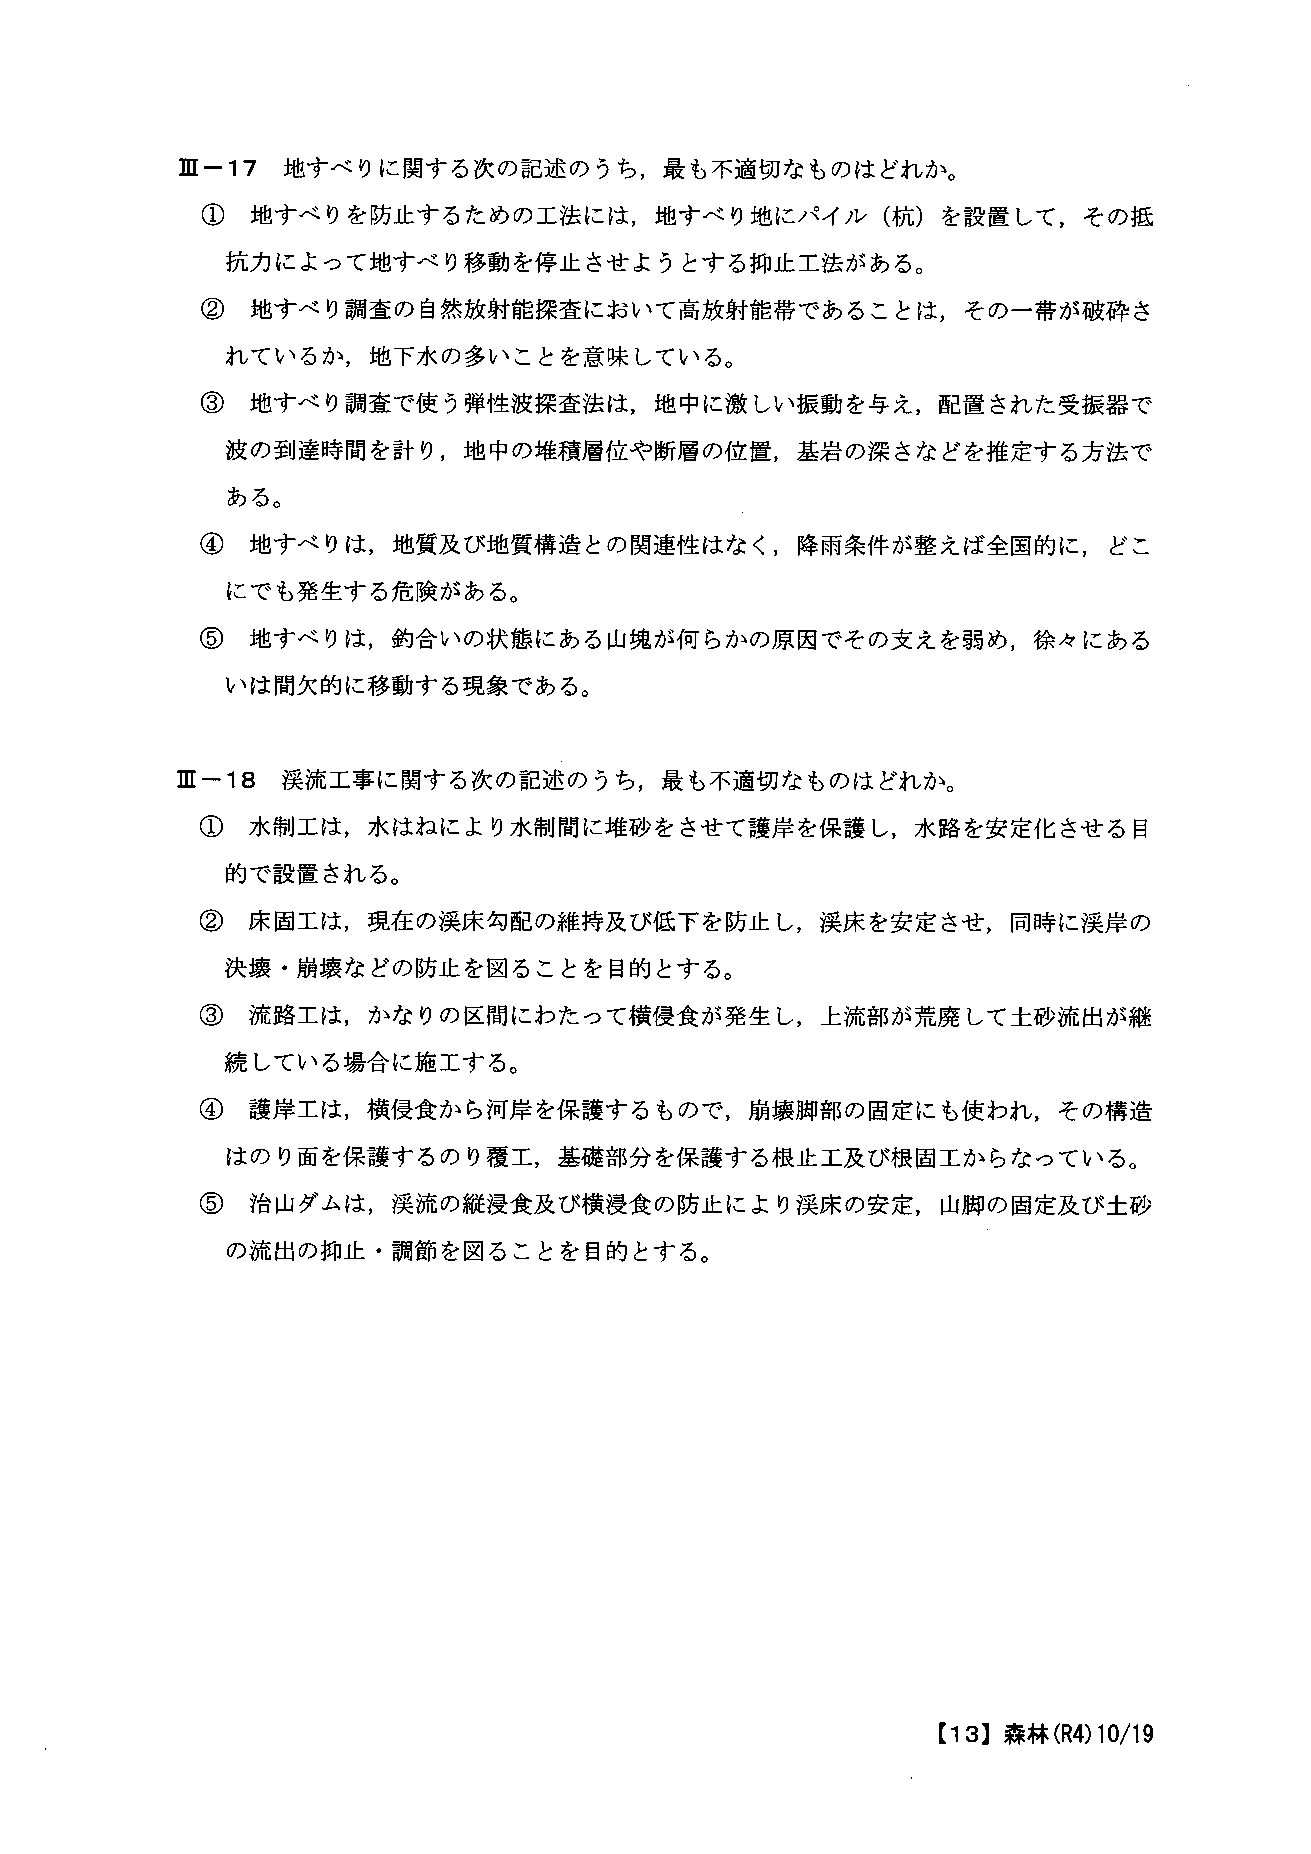 Ⅲ－17　地すべりに関する次の記述のうち，最も不適切なものはどれか。
①　地すべりを防止するための工法には，地すべり地にパイル（杭）を設置して，その抵
抗力によって地すべり移動を停止させようとする抑止工法がある。
②　地すべり調査の自然放射能探査において高放射能帯であることは，その一帯が破砕さ
れているか，地下水の多いことを意味している。
③　地すべり調査で使う弾性波探査法は，地中に激しい振動を与え，配置された受振器で
波の到達時間を計り，地中の堆積層位や断層の位置，基岩の深さなどを推定する方法で
ある。
④　地すべりは，地質及び地質構造との関連性はなく，降雨条件が整えば全国的に，どこ
にでも発生する危険がある。
⑤　地すべりは，釣合いの状態にある山塊が何らかの原因でその支えを弱め，徐々にある
いは間欠的に移動する現象である。
Ⅲ－18　渓流工事に関する次の記述のうち，最も不適切なものはどれか。
①　水制工は，水はねにより水制間に堆砂をさせて護岸を保護し，水路を安定化させる目
的で設置される。
②　床固工は，現在の渓床勾配の維持及び低下を防止し，渓床を安定させ，同時に渓岸の
決壊・崩壊などの防止を図ることを目的とする。
③　流路工は，かなりの区間にわたって横侵食が発生し，上流部が荒廃して土砂流出が継
続している場合に施工する。
④　護岸工は，横侵食から河岸を保護するもので，崩壊脚部の固定にも使われ，その構造
はのり面を保護するのり覆工，基礎部分を保護する根止工及び根固工からなっている。
⑤　治山ダムは，渓流の縦浸食及び横浸食の防止により渓床の安定，山脚の固定及び土砂
の流出の抑止・調節を図ることを目的とする。
【13】森林(R4)10/19